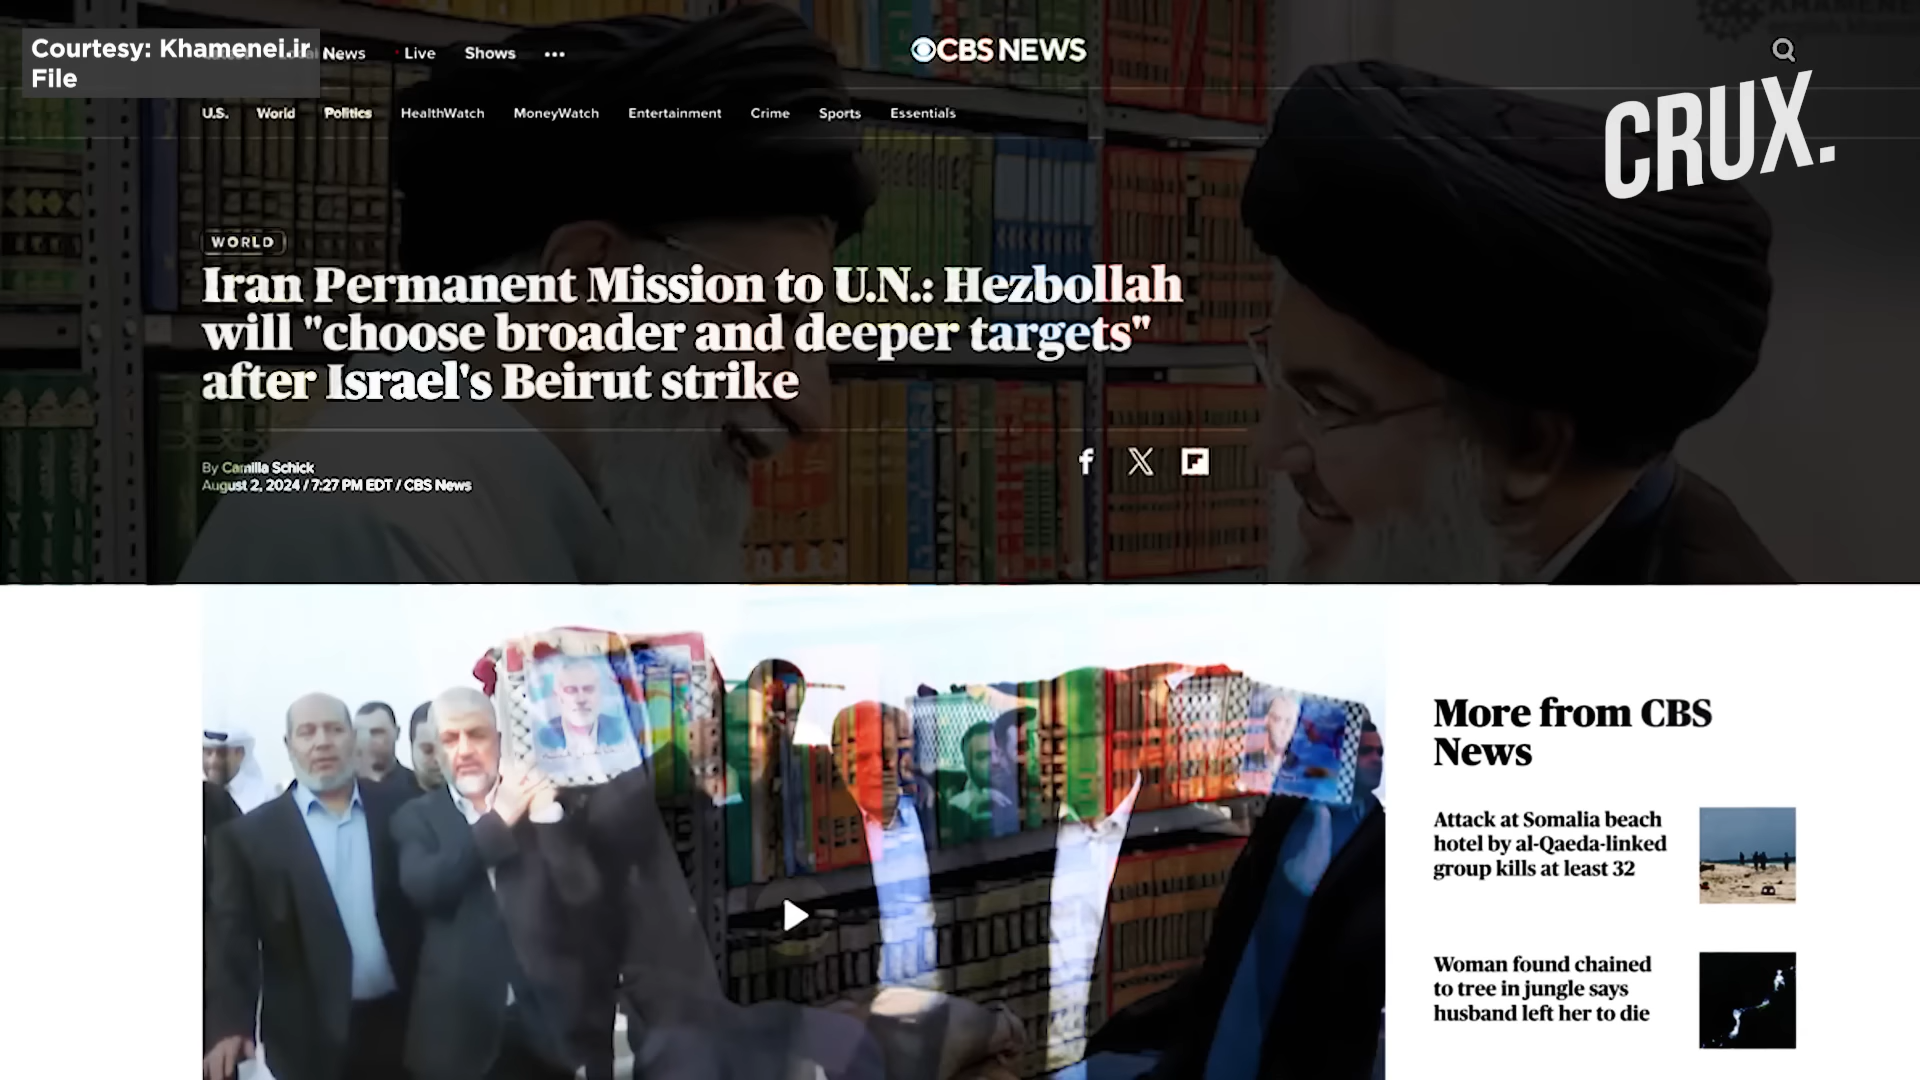 Courtesy: Khamenei.ir
File
News
Live
Shows
CBS NEWS
CRUX.
U.S.
World
Politics
HealthWatch
MoneyWatch
Entertainment
Crime
Sports
Essentials
WORLD
Iran Permanent Mission to U.N.: Hezbollah
will "choose broader and deeper targets"
after Israel's Beirut strike
By Camilla Schick
August 2, 2024 / 7:27 PM EDT / CBS News
More from CBS
News
Attack at Somalia beach
hotel by al-Qaeda-linked
group kills at least 32
Woman found chained
to tree in jungle says
husband left her to die